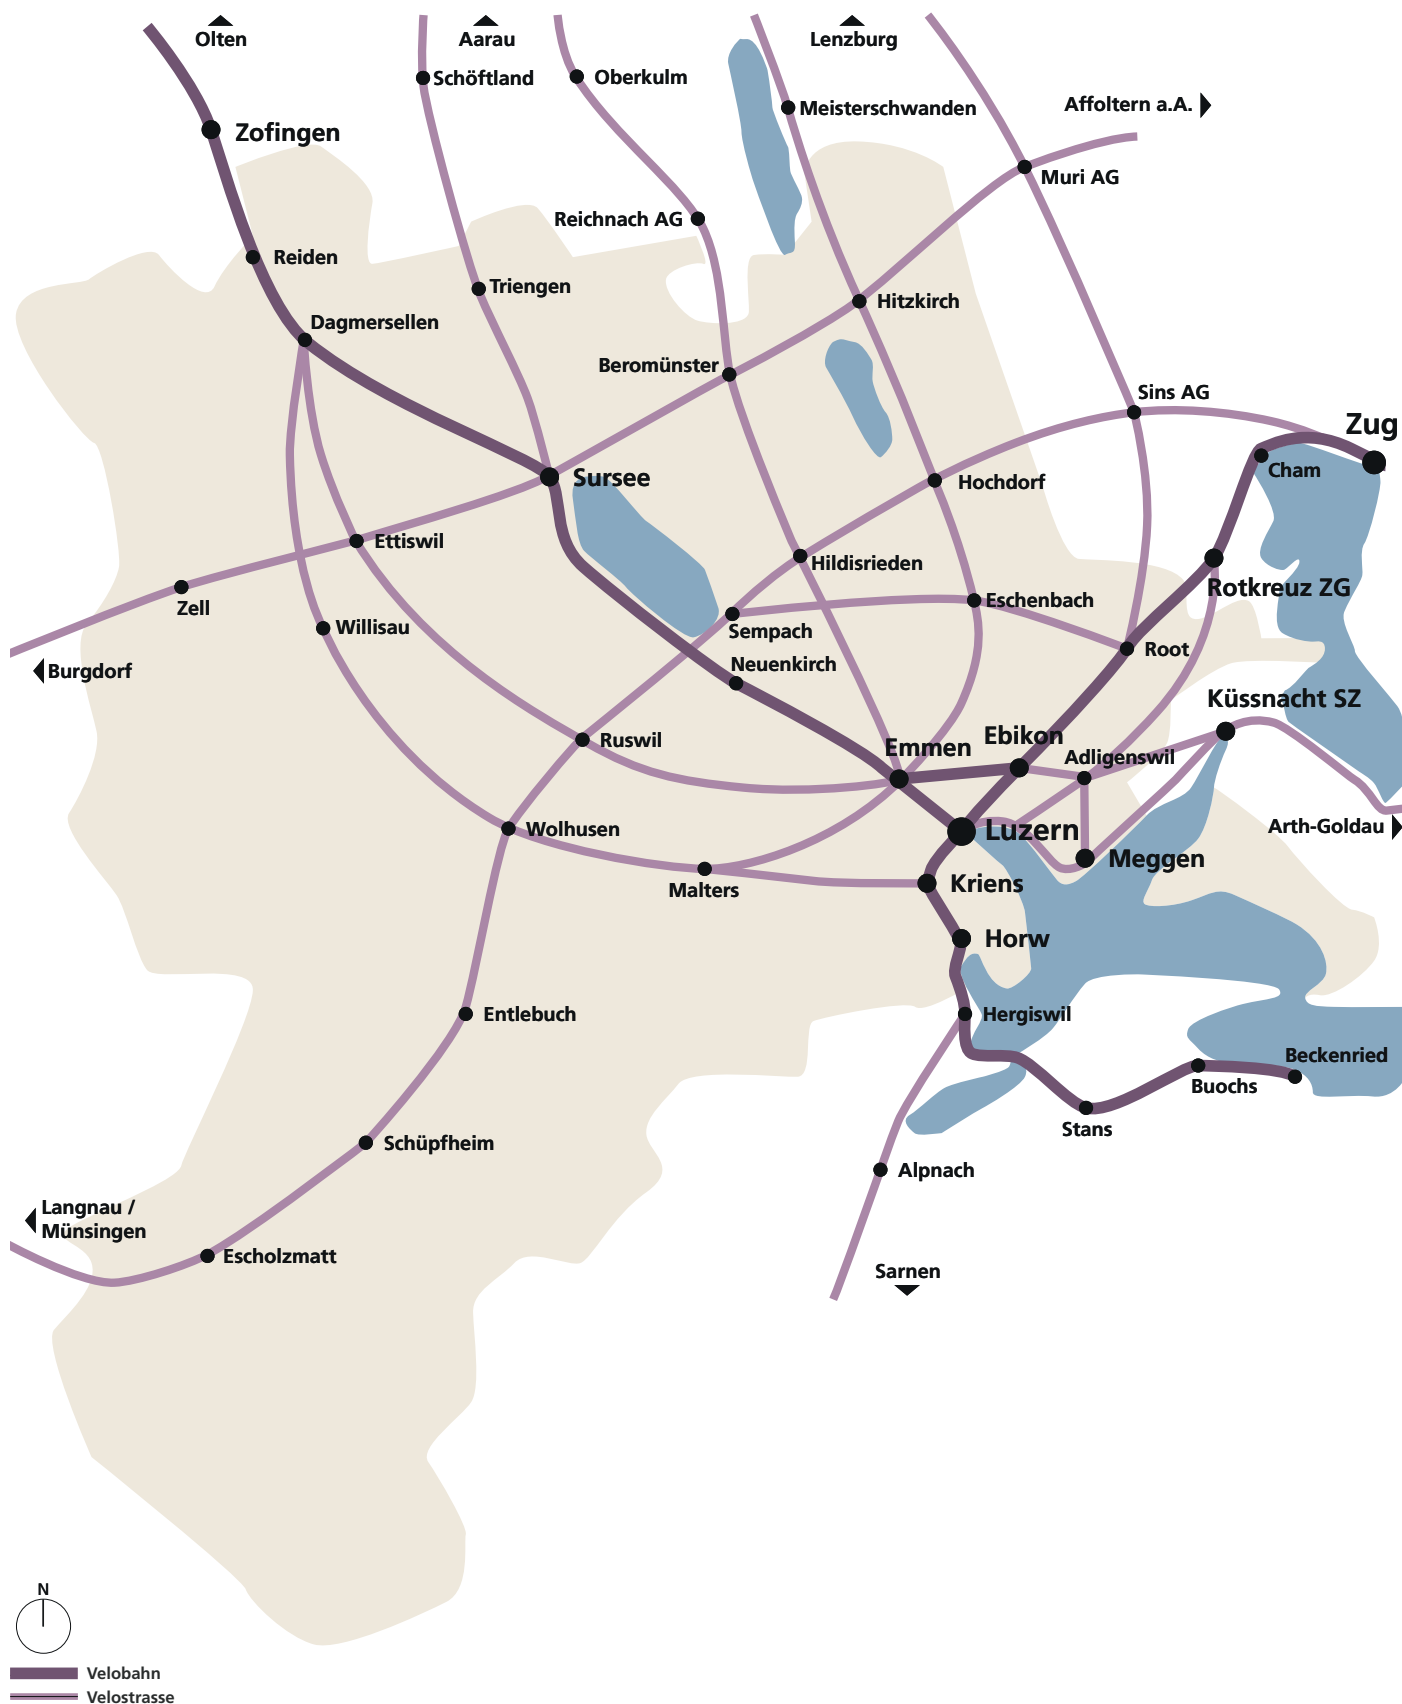 Olten
Aarau
Lenzburg
Schöftland
Oberkulm
Meisterschwanden
Affoltern a.A.
Zofingen
Muri AG
Reichnach AG
Reiden
Triengen
Hitzkirch
Dagmersellen
Beromünster
Sins AG
Zug
Cham
Sursee
Hochdorf
Ettiswil
Hildisrieden
Rotkreuz ZG
Zell
Eschenbach
Willisau
Sempach
Root
Neuenkirch
Burgdorf
Küssnacht SZ
Ruswil
Emmen
Ebikon
Adligenswil
Arth-Goldau
Wolhusen
Luzern
Meggen
Malters
Kriens
Horw
Entlebuch
Hergiswil
Beckenried
Buochs
Stans
Schüpfheim
Alpnach
Langnau /
Münsingen
Escholzmatt
Sarnen
N
Velobahn
Velostrasse